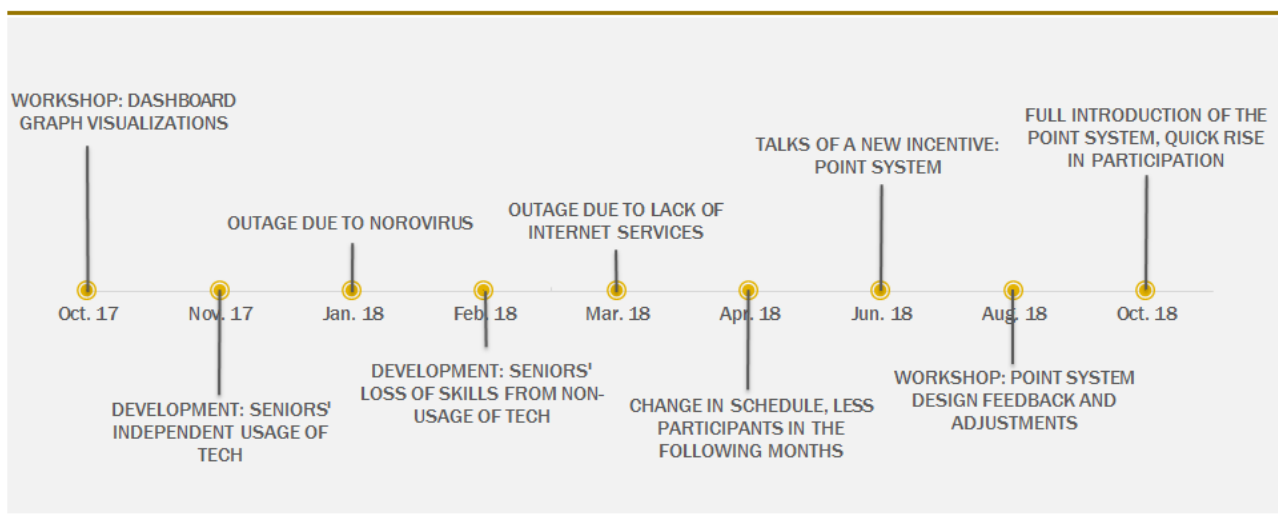 WORKSHOP: DASHBOARD
GRAPH VISUALIZATIONS
OUTAGE DUE TO NOROVIRUS
OUTAGE DUE TO LACK OF
INTERNET SERVICES
TALKS OF A NEW INCENTIVE:
POINT SYSTEM
FULL INTRODUCTION OF THE
POINT SYSTEM, QUICK RISE
IN PARTICIPATION
Oct. 17
Nov. 17
Jan. 18
Feb. 18
Mar. 18
Apr. 18
Jun. 18
Aug. 18
Oct. 18
DEVELOPMENT: SENIORS'
INDEPENDENT USAGE OF
TECH
DEVELOPMENT: SENIORS'
LOSS OF SKILLS FROM NON-
USAGE OF TECH
CHANGE IN SCHEDULE, LESS
PARTICIPANTS IN THE
FOLLOWING MONTHS
WORKSHOP: POINT SYSTEM
DESIGN FEEDBACK AND
ADJUSTMENTS